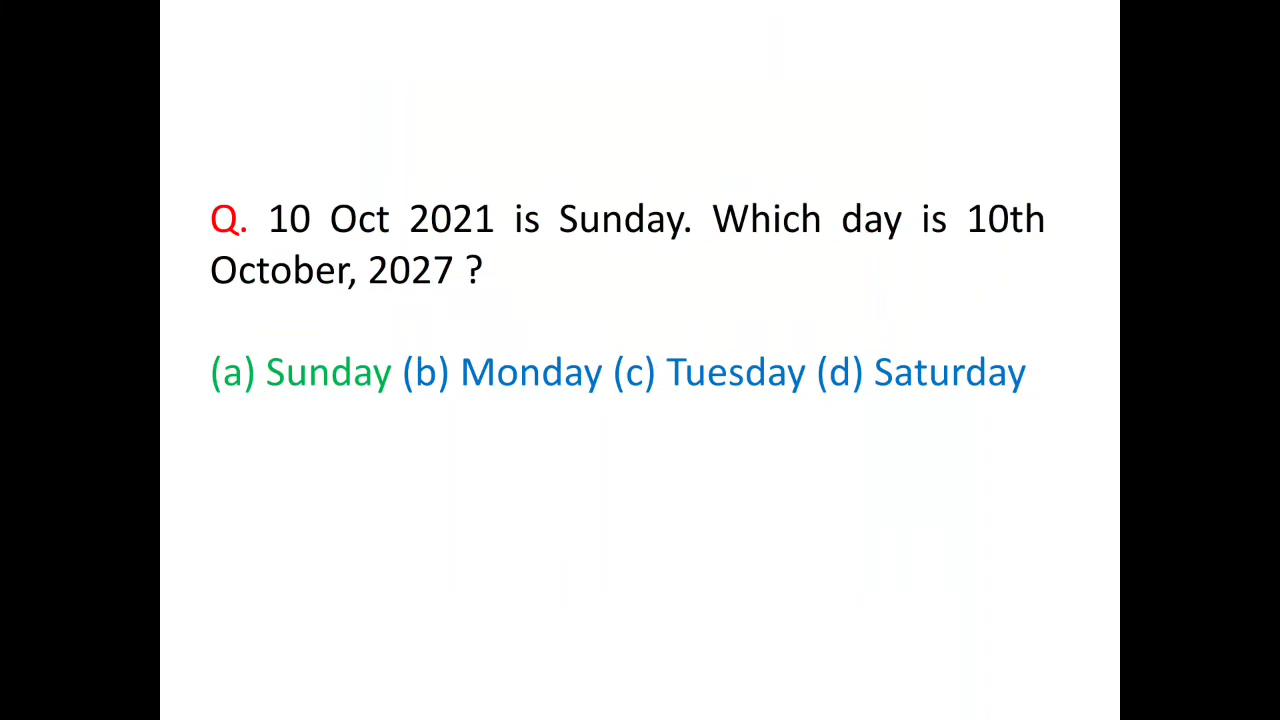 Q. 10 Oct 2021 is Sunday. Which day is 10th
October, 2027 ?
(a) Sunday (b) Monday (c) Tuesday (d) Saturday